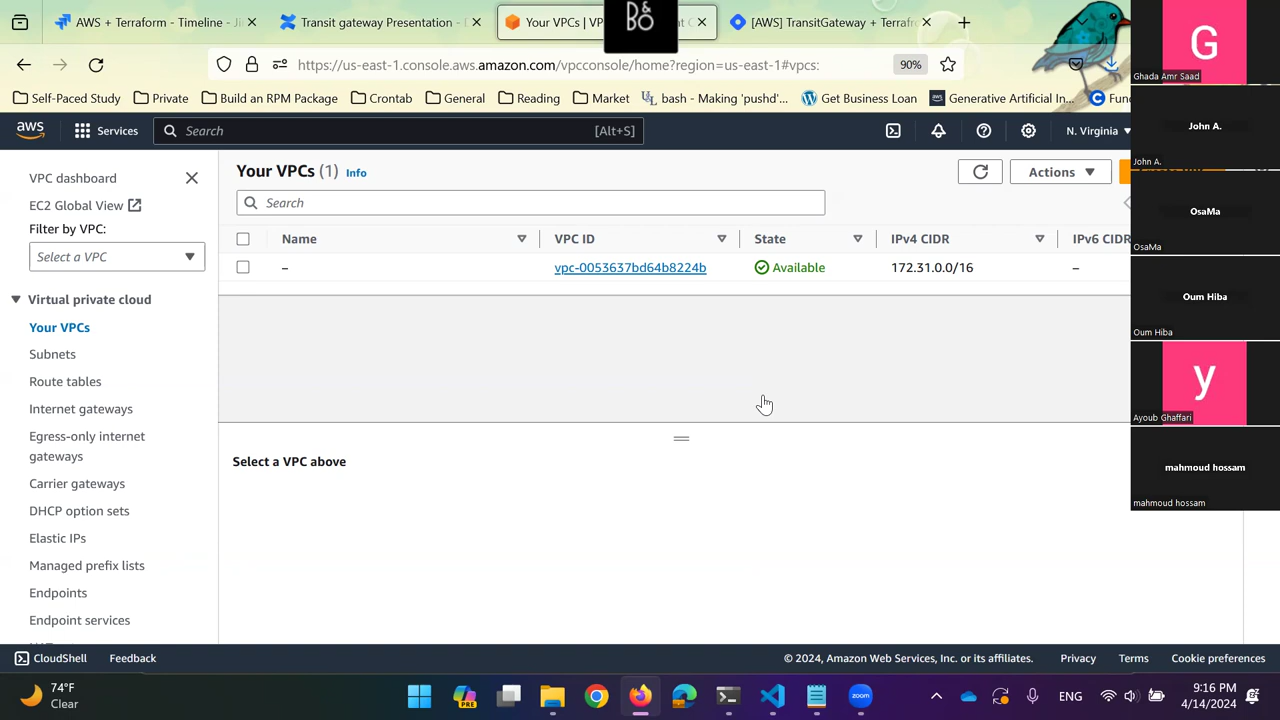 AWS + Terraform - Timeline - Ji
Transit gateway Presentation -
Your VPCs | VP
[AWS] TransitGateway + Terrafr
D&BO
https://us-east-1.console.aws.amazon.com/vpcconsole/home?region=us-east-1#vpcs:
90%
Self-Paced Study
Private
Build an RPM Package
Crontab
General
Reading
Market
bash - Making 'pushd'...
Get Business Loan
Generative Artificial In...
aws
Services
Search
[Alt+S]
N. Virginia
VPC dashboard
EC2 Global View
Filter by VPC:
Select a VPC
Virtual private cloud
Your VPCs
Subnets
Route tables
Internet gateways
Egress-only internet
gateways
Carrier gateways
DHCP option sets
Elastic IPs
Managed prefix lists
Endpoints
Endpoint services
Your VPCs (1) Info
Actions
Search
Name
VPC ID
State
IPv4 CIDR
IPv6 CIDR
–
vpc-0053637bd64b8224b
Available
172.31.0.0/16
–
Select a VPC above
G
Ghada Amr Saad
John A.
John A.
OsaMa
OsaMa
Oum Hiba
Oum Hiba
y
Ayoub Ghaffari
mahmoud hossam
mahmoud hossam
CloudShell
Feedback
© 2024, Amazon Web Services, Inc. or its affiliates.
Privacy
Terms
Cookie preferences
74°F
Clear
PRE
zoom
ENG
9:16 PM
4/14/2024